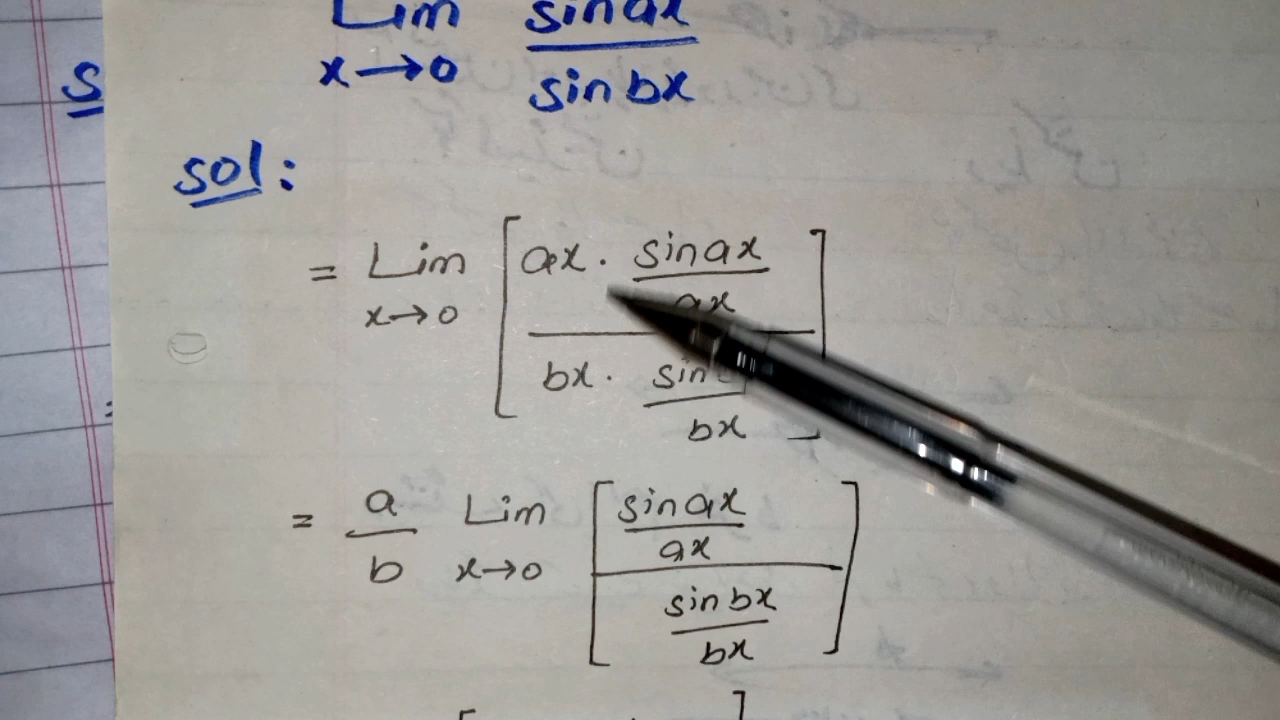 Lim sinax
x→0 sinbx
S
sol:
= Lim [ax. sinax
x→0 ax
bx. sin
bx]
= a Lim [sinax
ax
b x→0 sinbx
bx]